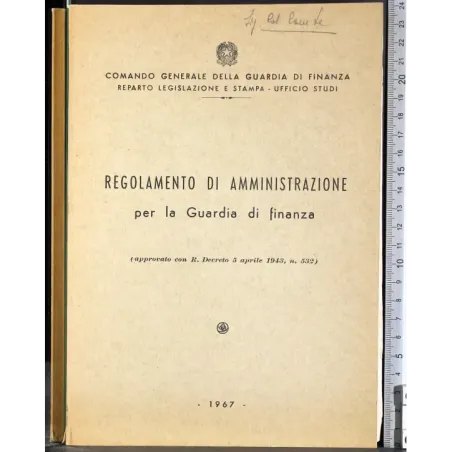 COMANDO GENERALE DELLA GUARDIA DI FINANZA
REPARTO LEGISLAZIONE E STAMPA - UFFICIO STUDI
REGOLAMENTO DI AMMINISTRAZIONE
per la Guardia di finanza
(approvato con R. Decreto 5 aprile 1943, n. 532)
- 1967 -